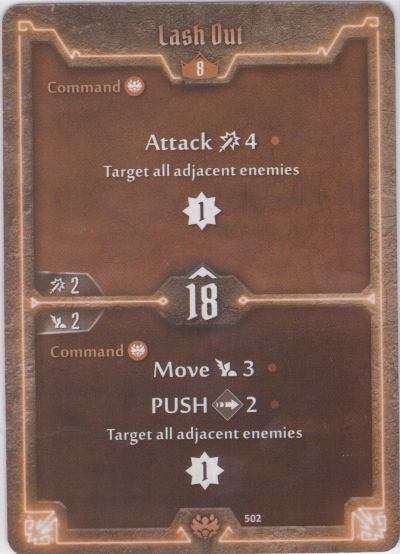 Lash Out
8
Command
Attack 4
Target all adjacent enemies
1
2
18
2
Command
Move 3
PUSH 2
Target all adjacent enemies
1
502